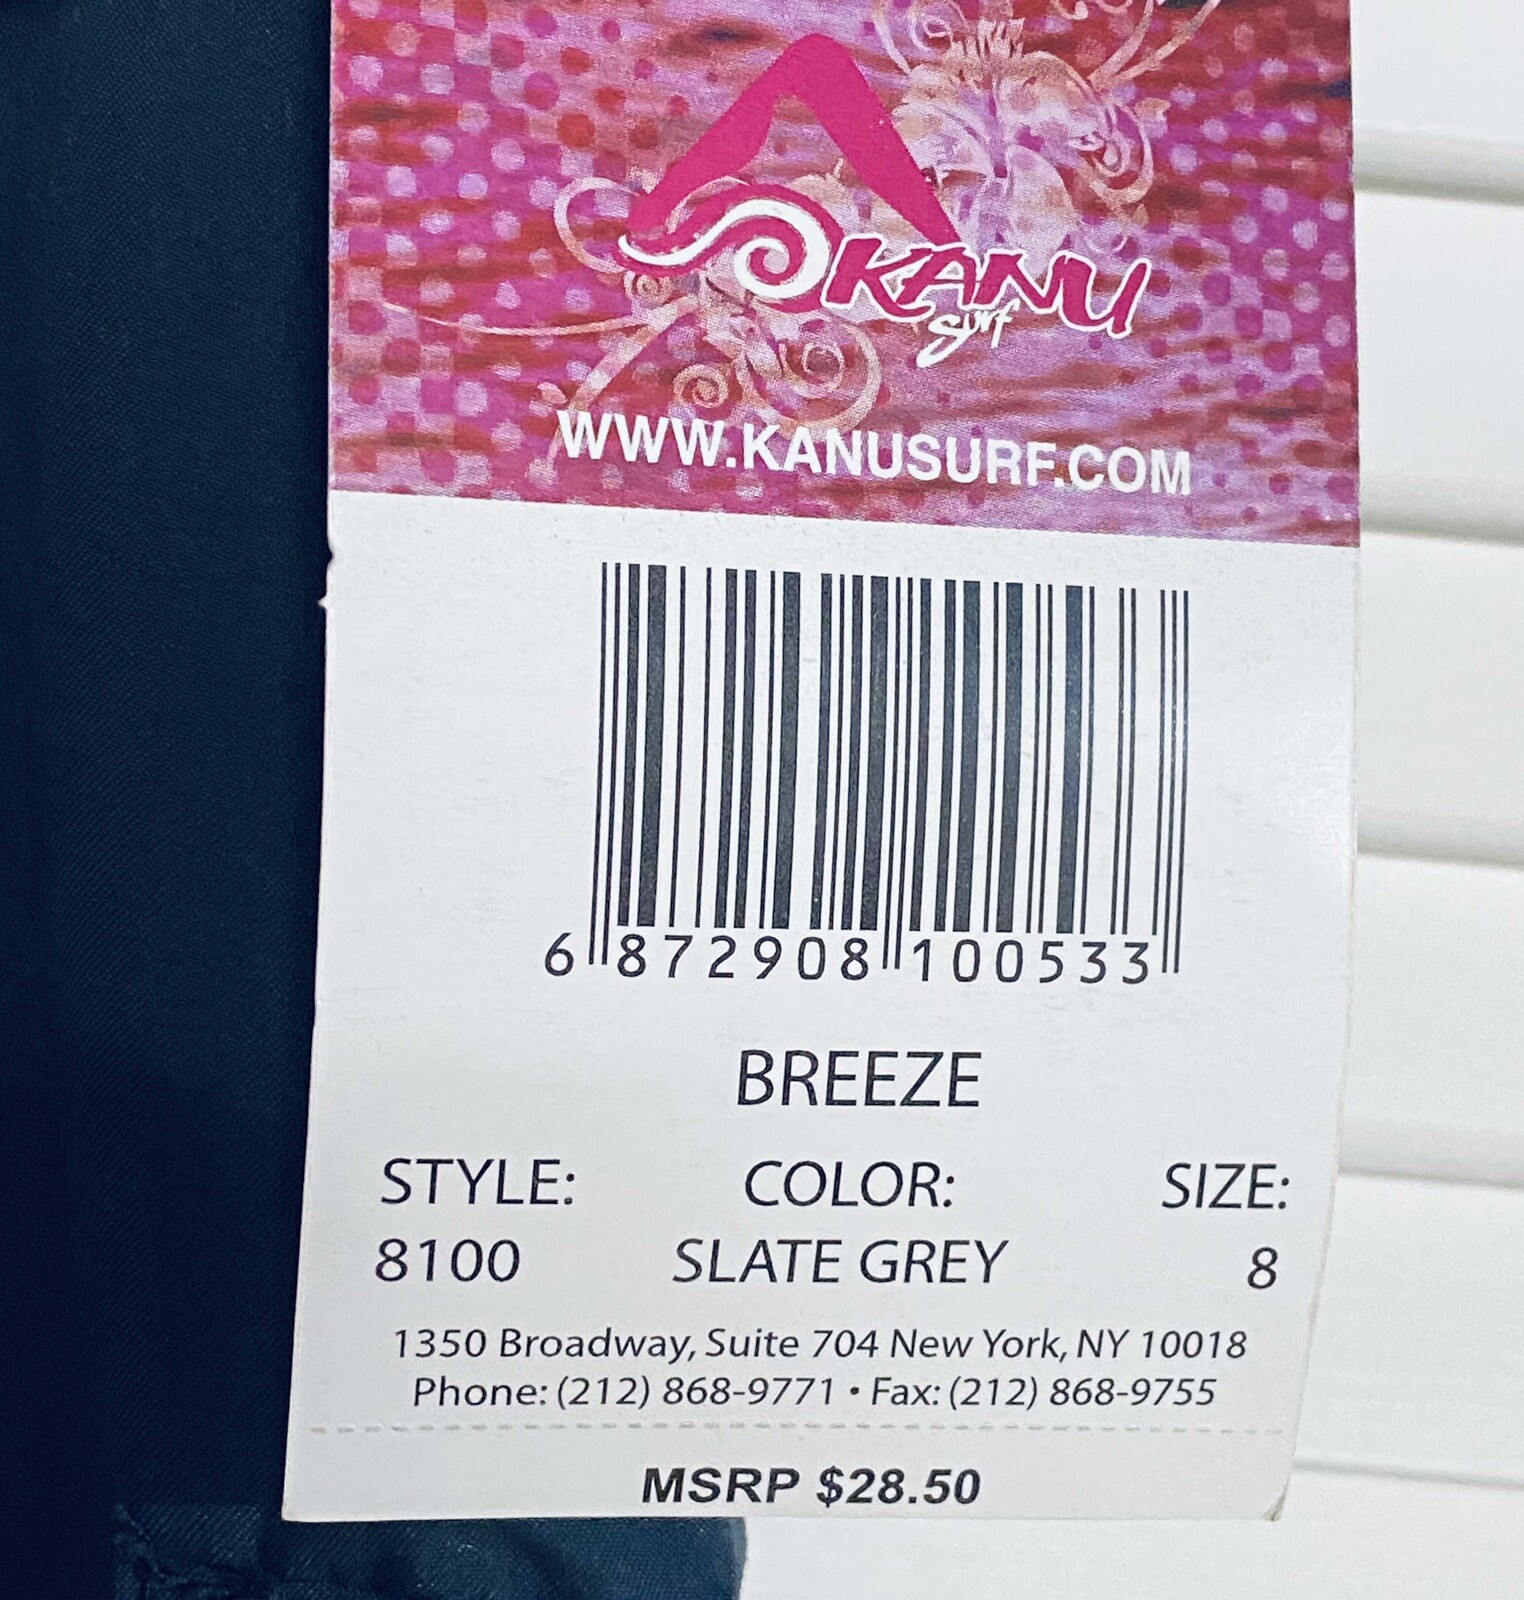 KANU
Surf
WWW.KANUSURF.COM
6 872908 100533
BREEZE
STYLE: COLOR: SIZE:
8100 SLATE GREY 8
1350 Broadway, Suite 704 New York, NY 10018
Phone: (212) 868-9771 • Fax: (212) 868-9755
MSRP $28.50